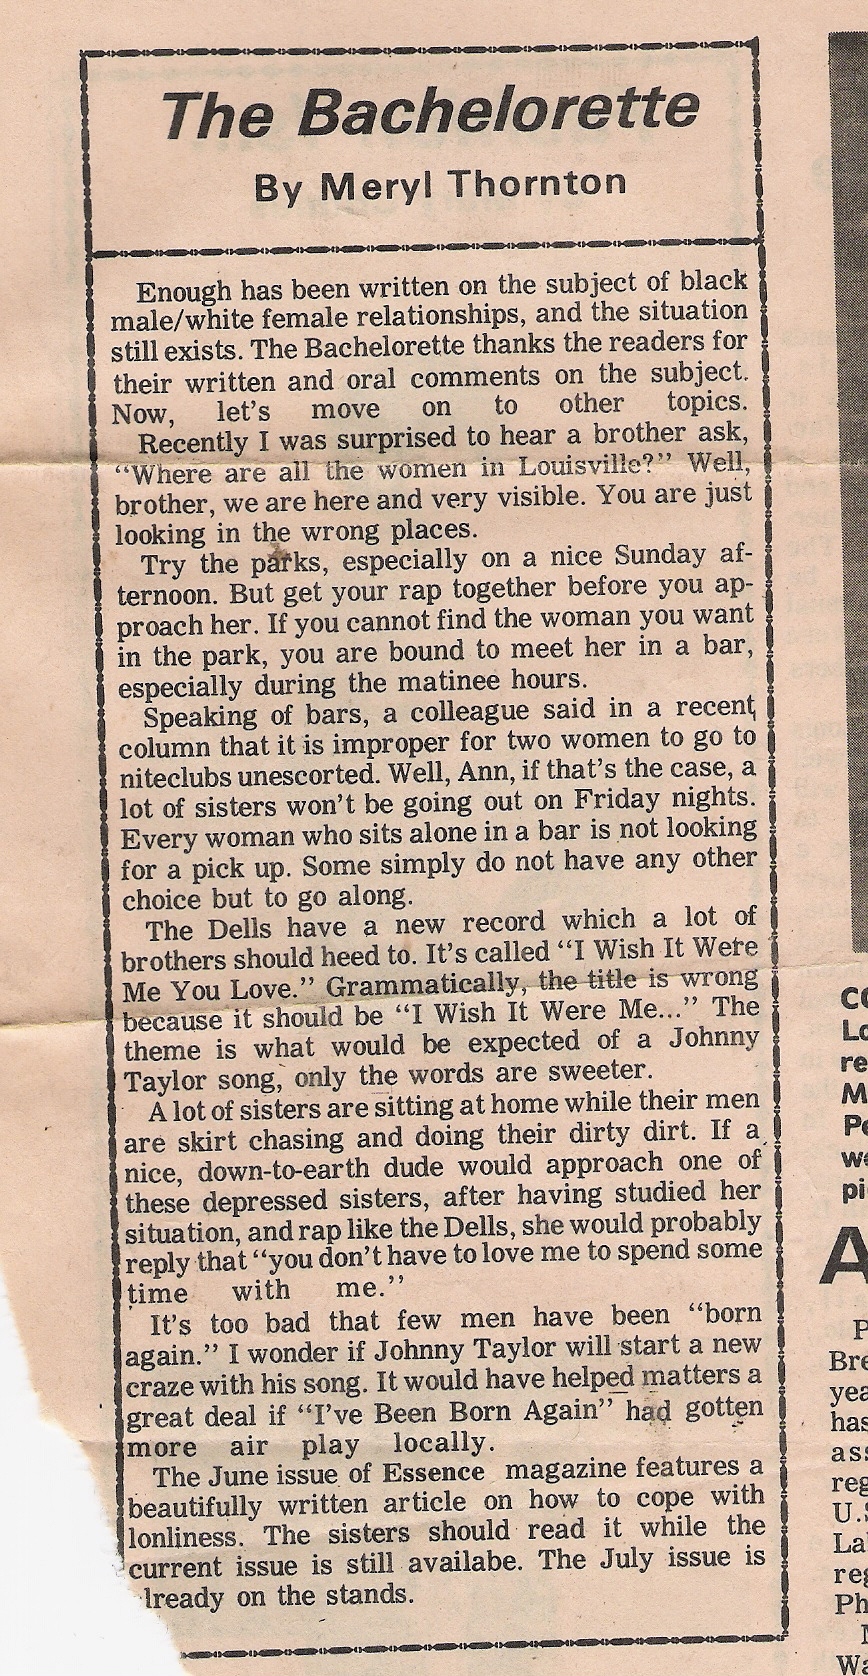 The Bachelorette
By Meryl Thornton
Enough has been written on the subject of black
male/white female relationships, and the situation
still exists. The Bachelorette thanks the readers for
their written and oral comments on the subject.
Now, let's move on to other topics.
Recently I was surprised to hear a brother ask,
“Where are all the women in Louisville?” Well,
brother, we are here and very visible. You are just
looking in the wrong places.
Try the parks, especially on a nice Sunday af-
ternoon. But get your rap together before you ap-
proach her. If you cannot find the woman you want
in the park, you are bound to meet her in a bar,
especially during the matinee hours.
Speaking of bars, a colleague said in a recent
column that it is improper for two women to go to
niteclubs unescorted. Well, Ann, if that's the case, a
lot of sisters won't be going out on Friday nights.
Every woman who sits alone in a bar is not looking
for a pick up. Some simply do not have any other
choice but to go along.
The Dells have a new record which a lot of
brothers should heed to. It's called “I Wish It Were
Me You Love.” Grammatically, the title is wrong
because it should be “I Wish It Were Me...” The
theme is what would be expected of a Johnny
Taylor song, only the words are sweeter.
A lot of sisters are sitting at home while their men
are skirt chasing and doing their dirty dirt. If a
nice, down-to-earth dude would approach one of
these depressed sisters, after having studied her
situation, and rap like the Dells, she would probably
reply that “you don't have to love me to spend some
time with me.”
It's too bad that few men have been “born
again.” I wonder if Johnny Taylor will start a new
craze with his song. It would have helped matters a
great deal if “I've Been Born Again” had gotten
more air play locally.
The June issue of Essence magazine features a
beautifully written article on how to cope with
lonliness. The sisters should read it while the
current issue is still availabe. The July issue is
lready on the stands.
CO
Lo
re
M
Pe
we
pi
A
P
Bre
yea
has
ass
reg
U.S
La
reg
Ph
M
Wa